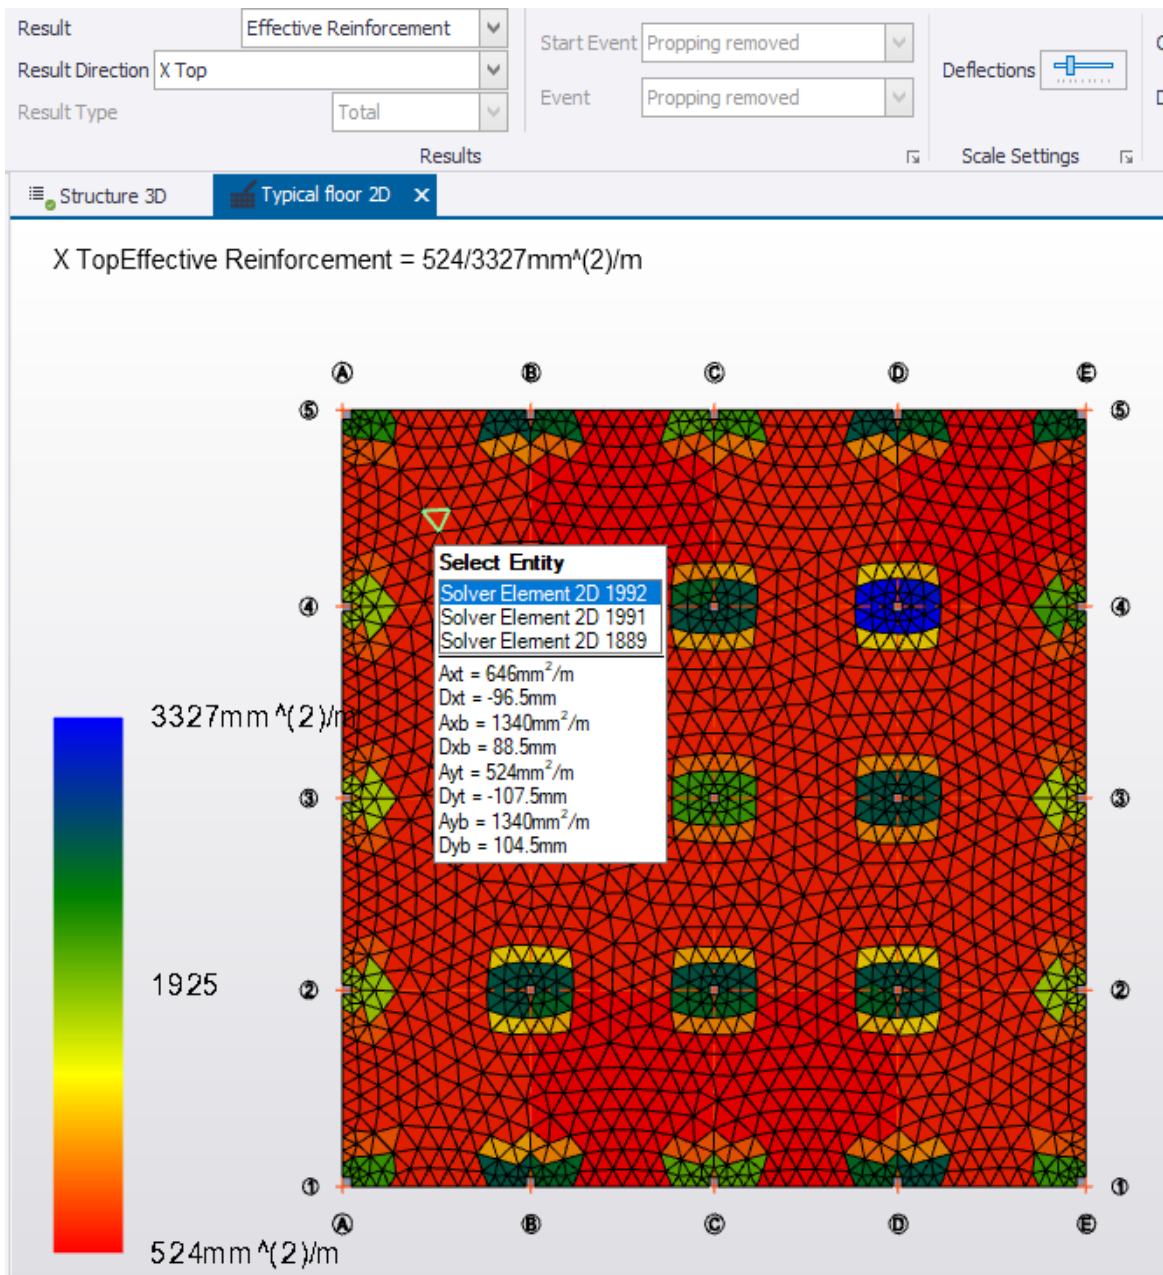 Result Effective Reinforcement
Result Direction X Top
Result Type Total
Start Event Propping removed
Event Propping removed
Deflections
Results
Scale Settings
Structure 3D
Typical floor 2D X
X TopEffective Reinforcement = 524/3327mm^(2)/m
A B C D E
5 5
4 4
3 3
2 2
1 1
A B C D E
Select Entity
Solver Element 2D 1992
Solver Element 2D 1991
Solver Element 2D 1889
Axt = 646mm²/m
Dxt = -96.5mm
Axb = 1340mm²/m
Dxb = 88.5mm
Ayt = 524mm²/m
Dyt = -107.5mm
Ayb = 1340mm²/m
Dyb = 104.5mm
3327mm^(2)/m
1925
524mm^(2)/m